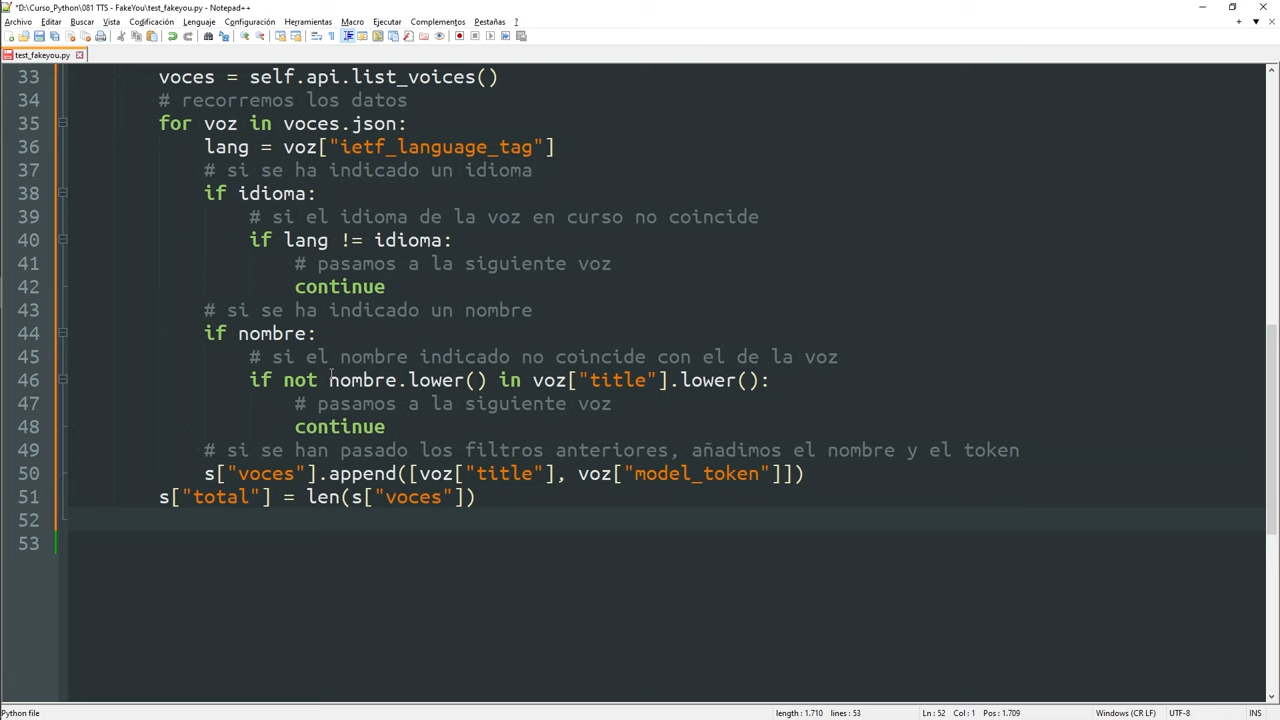 *D:\Curso_Python\081 TTS - FakeYou\test_fakeyou.py - Notepad++
Archivo Editar Buscar Vista Codificación Lenguaje Configuración Herramientas Macro Ejecutar Complementos Pestañas ?
test_fakeyou.py
33 voces = self.api.list_voices()
34 # recorremos los datos
35 for voz in voces.json:
36 lang = voz["ietf_language_tag"]
37 # si se ha indicado un idioma
38 if idioma:
39 # si el idioma de la voz en curso no coincide
40 if lang != idioma:
41 # pasamos a la siguiente voz
42 continue
43 # si se ha indicado un nombre
44 if nombre:
45 # si el nombre indicado no coincide con el de la voz
46 if not nombre.lower() in voz["title"].lower():
47 # pasamos a la siguiente voz
48 continue
49 # si se han pasado los filtros anteriores, añadimos el nombre y el token
50 s["voces"].append([voz["title"], voz["model_token"]])
51 s["total"] = len(s["voces"])
52
53
Python file length : 1.710 lines : 53 Ln : 52 Col : 1 Pos : 1.709 Windows (CR LF) UTF-8 INS